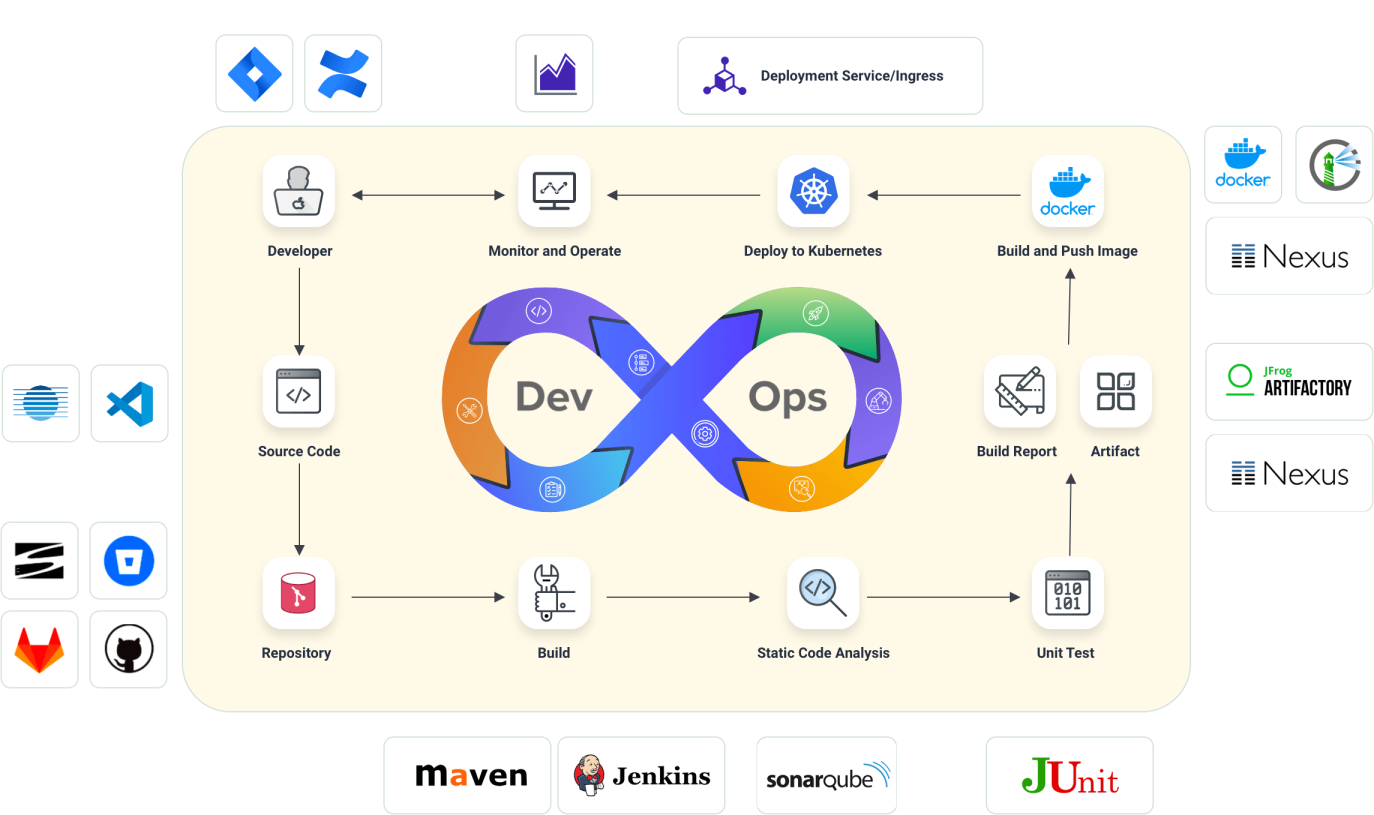 Deployment Service/Ingress
docker
Developer
Monitor and Operate
Deploy to Kubernetes
docker
Build and Push Image
Nexus
Dev
Ops
JFrog
ARTIFACTORY
Source Code
Build Report
Artifact
Nexus
010
101
Repository
Build
Static Code Analysis
Unit Test
maven
Jenkins
sonarqube
JUnit